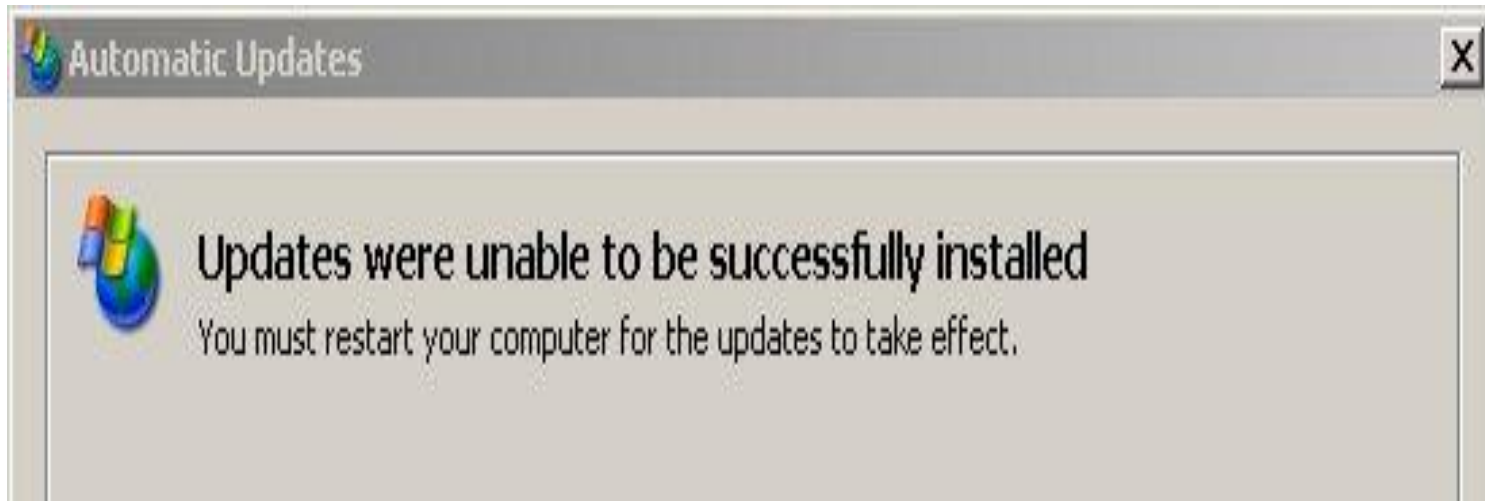 Automatic Updates
Updates were unable to be successfully installed
You must restart your computer for the updates to take effect.